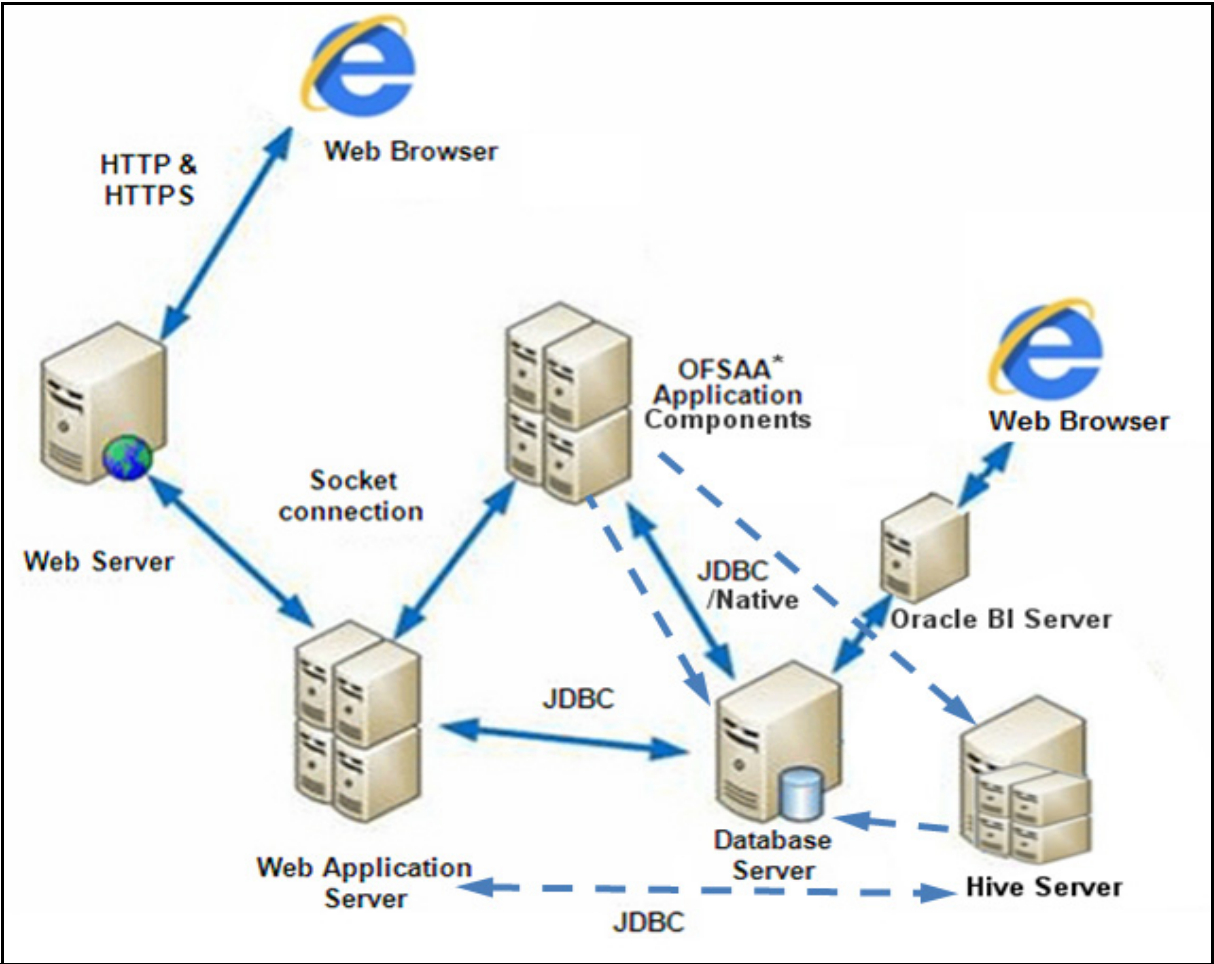 Web Browser
HTTP &
HTTPS
OFSAA*
Application
Components
Web Browser
Socket
connection
Web Server
JDBC
/Native
Oracle BI Server
JDBC
Database
Server
Web Application
Server
Hive Server
JDBC